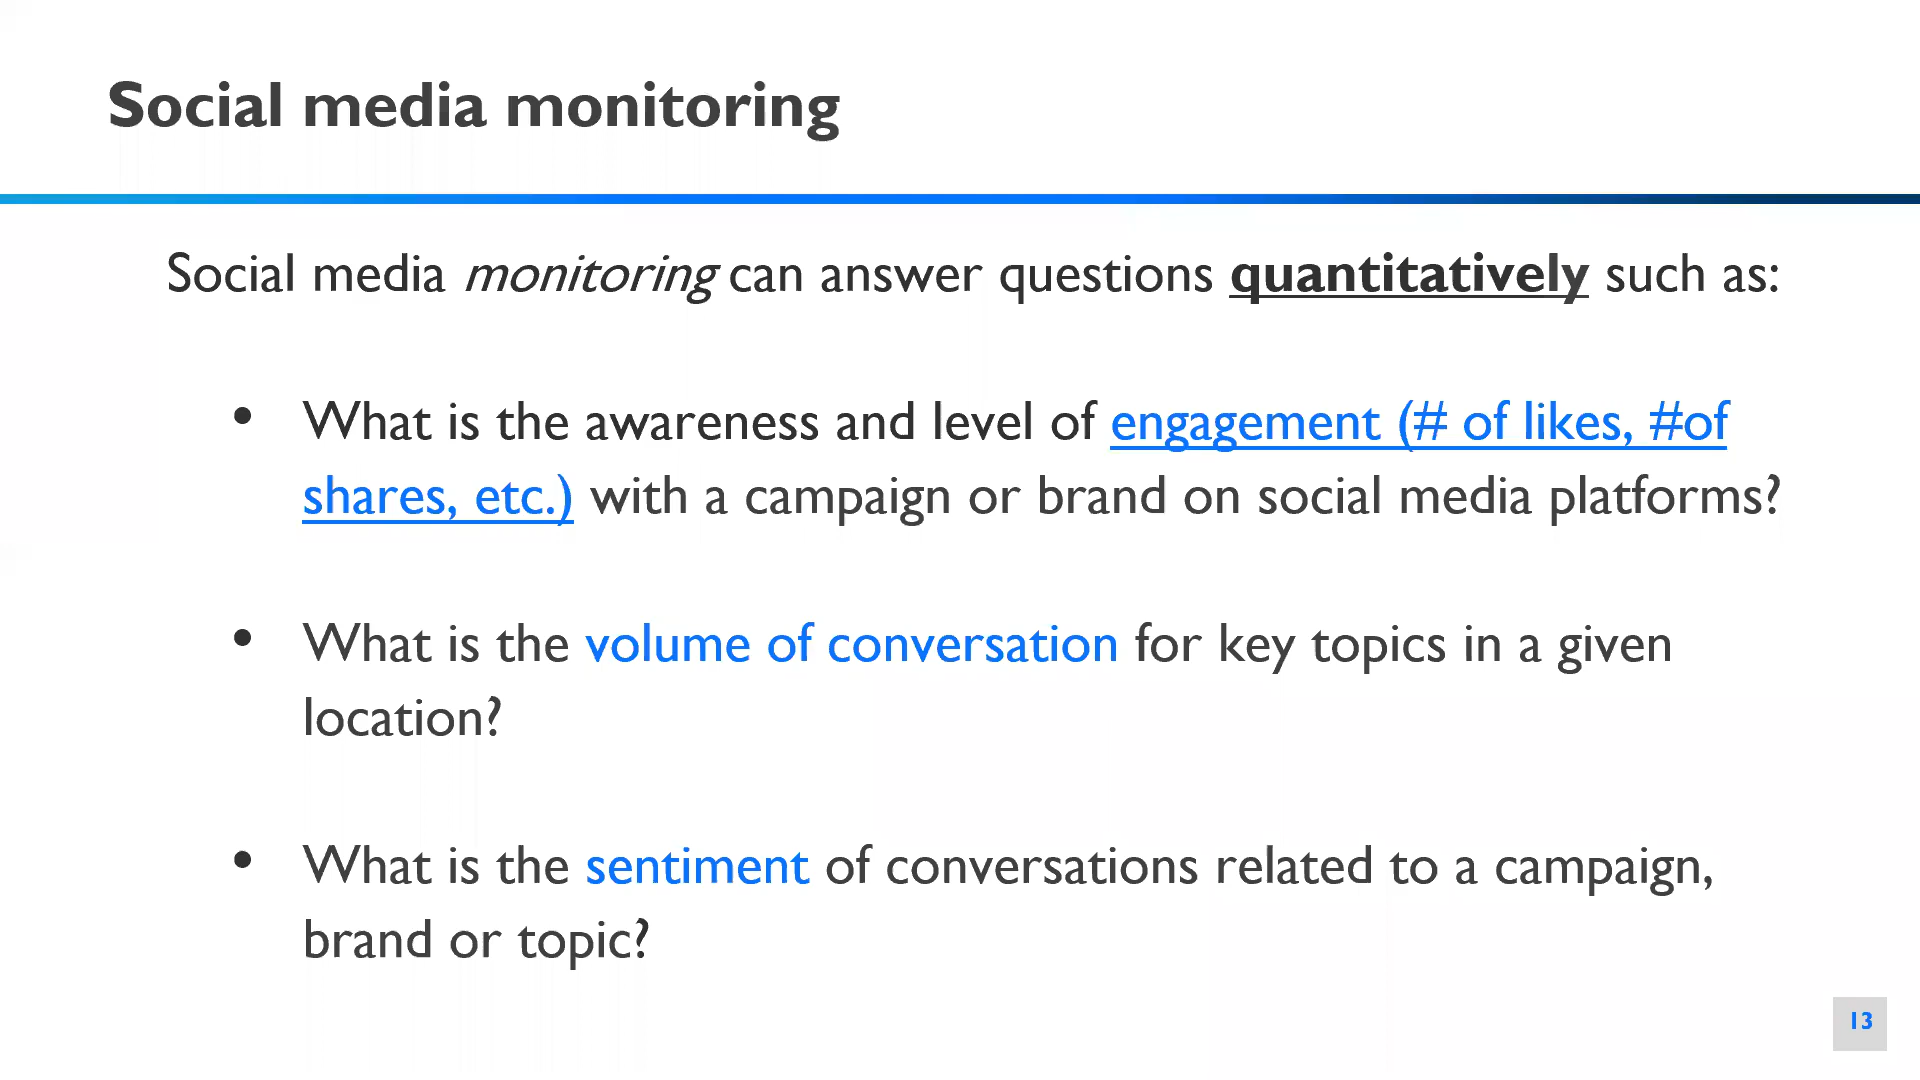 Social media monitoring
Social media monitoring can answer questions quantitatively such as:
• What is the awareness and level of engagement (# of likes, #of
shares, etc.) with a campaign or brand on social media platforms?
• What is the volume of conversation for key topics in a given
location?
• What is the sentiment of conversations related to a campaign,
brand or topic?
13